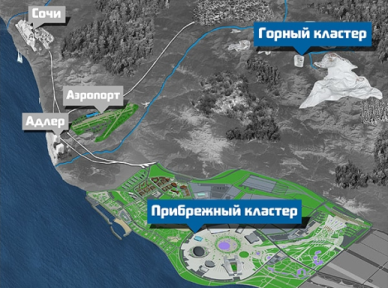 Сочи
Горный кластер
Аэропорт
Адлер
Прибрежный кластер